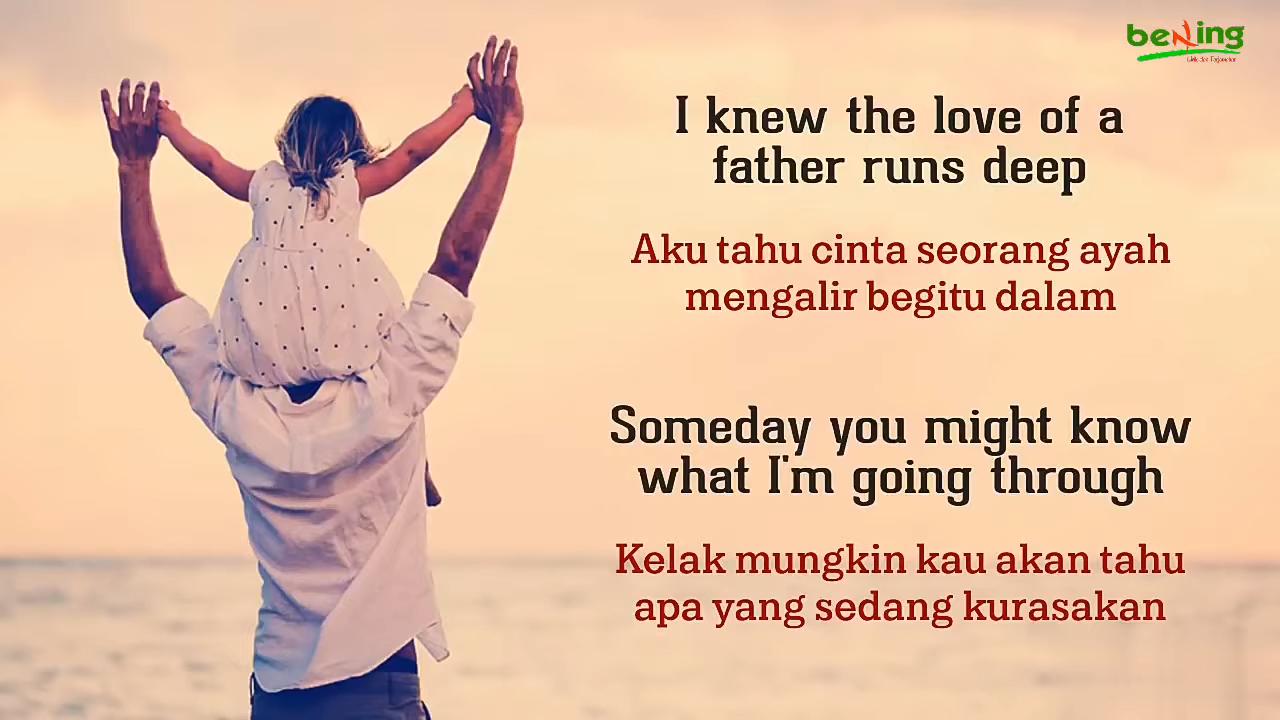 beNing
I knew the love of a
father runs deep
Aku tahu cinta seorang ayah
mengalir begitu dalam
Someday you might know
what I'm going through
Kelak mungkin kau akan tahu
apa yang sedang kurasakan